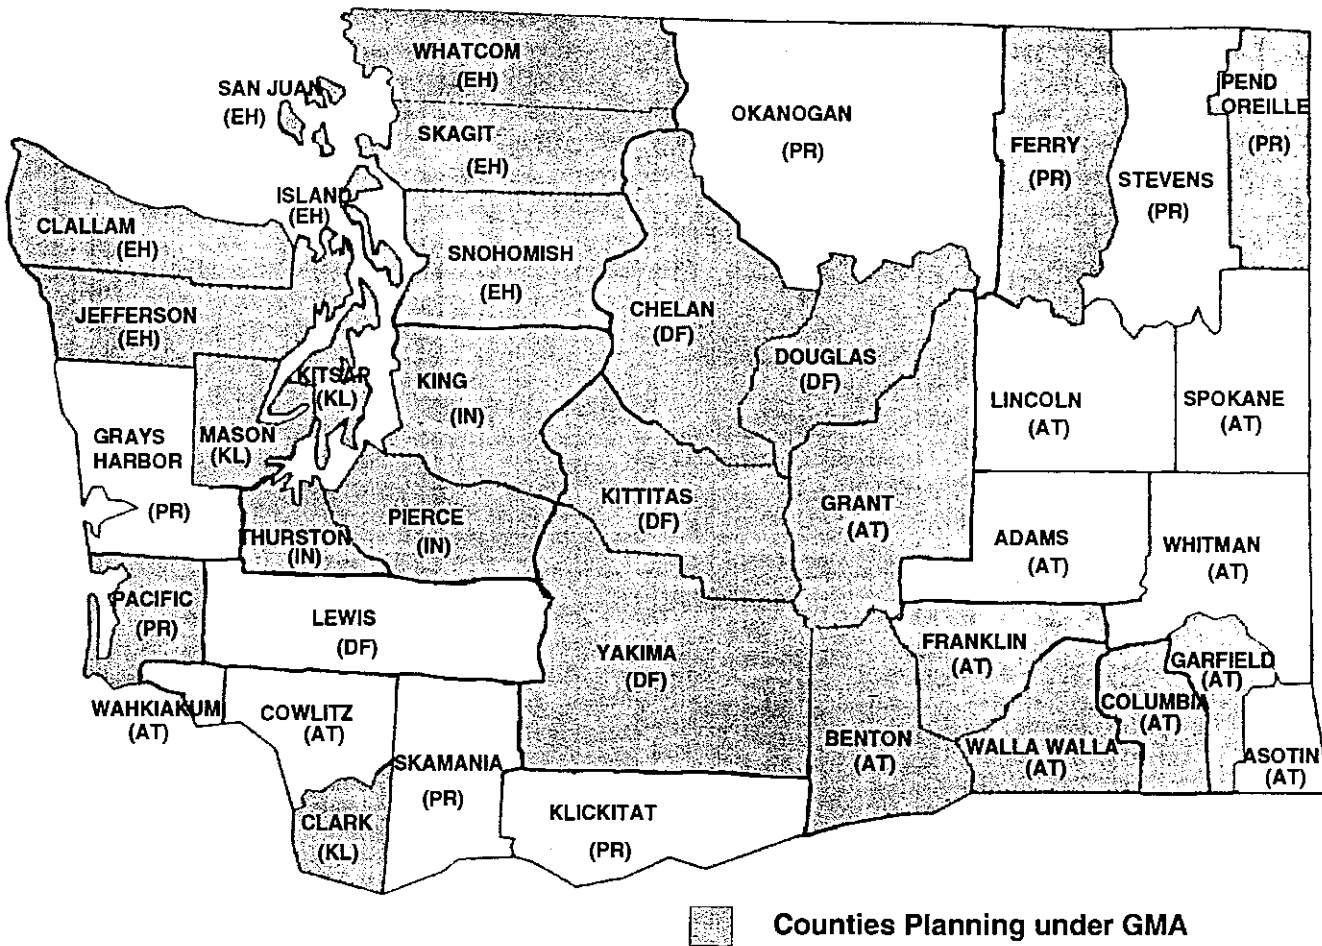 WHATCOM
(EH)
SAN JUAN
(EH)
SKAGIT
(EH)
OKANOGAN
(PR)
FERRY
(PR)
STEVENS
(PR)
PEND
OREILLE
(PR)
ISLAND
(EH)
CLALLAM
(EH)
SNOHOMISH
(EH)
JEFFERSON
(EH)
CHELAN
(DF)
DOUGLAS
(DF)
KITSAP
(KL)
KING
(IN)
LINCOLN
(AT)
SPOKANE
(AT)
GRAYS
HARBOR
(PR)
MASON
(KL)
THURSTON
(IN)
PIERCE
(IN)
KITTITAS
(DF)
GRANT
(AT)
ADAMS
(AT)
WHITMAN
(AT)
PACIFIC
(PR)
LEWIS
(DF)
YAKIMA
(DF)
FRANKLIN
(AT)
GARFIELD
(AT)
WAHKIAKUM
(AT)
COWLITZ
(AT)
SKAMANIA
(PR)
BENTON
(AT)
WALLA WALLA
(AT)
COLUMBIA
(AT)
ASOTIN
(AT)
CLARK
(KL)
KLICKITAT
(PR)
Counties Planning under GMA